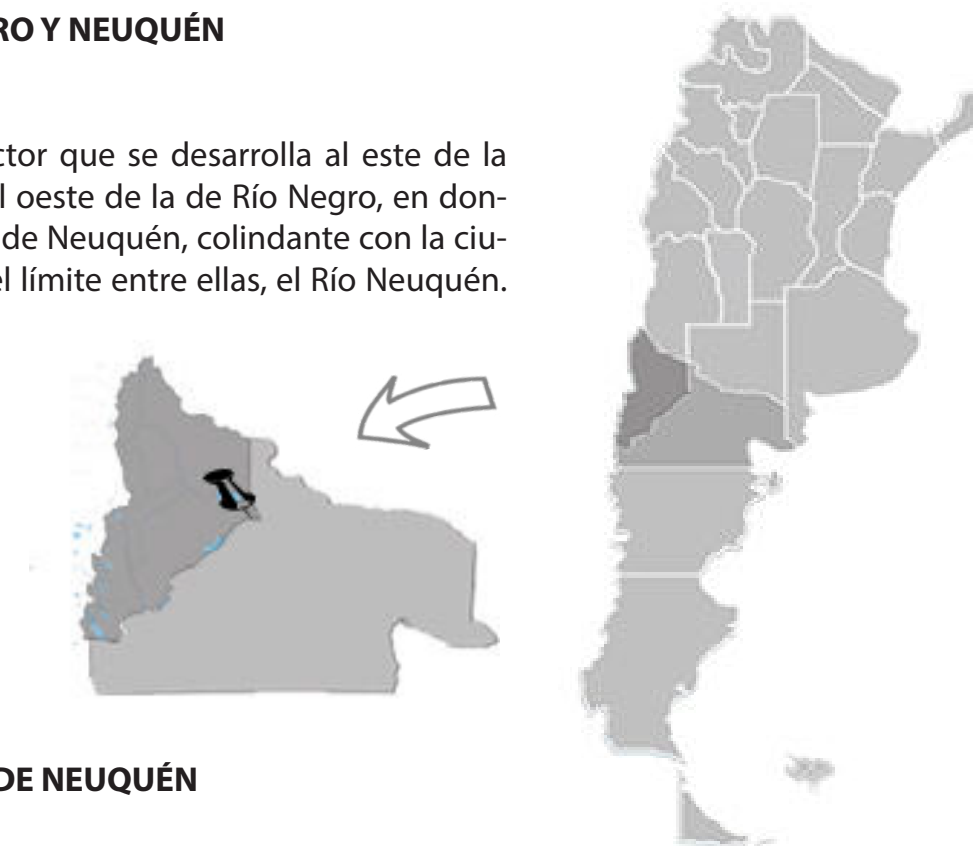 RO Y NEUQUÉN
ctor que se desarrolla al este de la
l oeste de la de Río Negro, en don-
de Neuquén, colindante con la ciu-
el límite entre ellas, el Río Neuquén.
DE NEUQUÉN